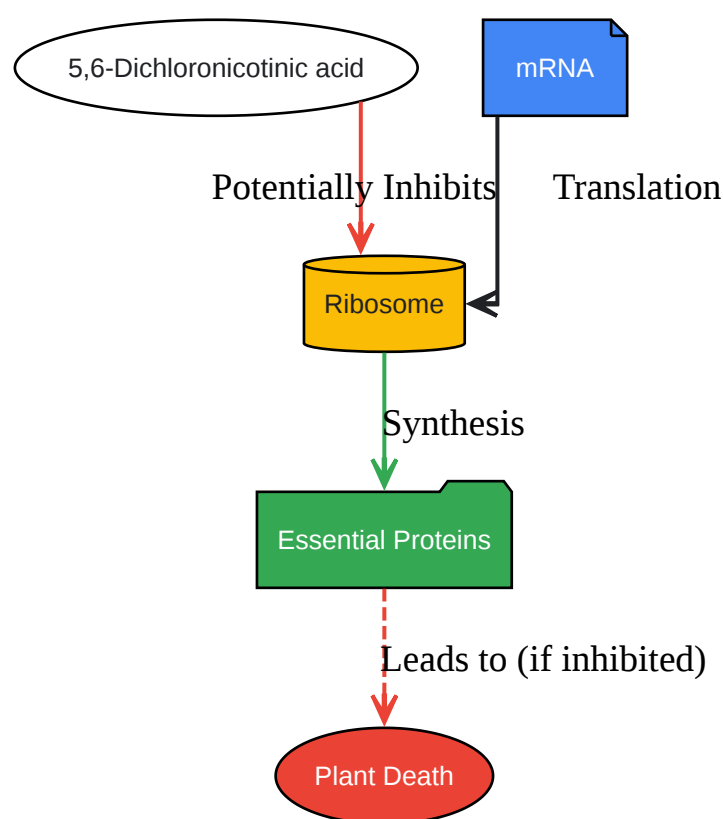 5,6-Dichloronicotinic acid
mRNA
Potentially Inhibits
Translation
Ribosome
Synthesis
Essential Proteins
Leads to (if inhibited)
Plant Death